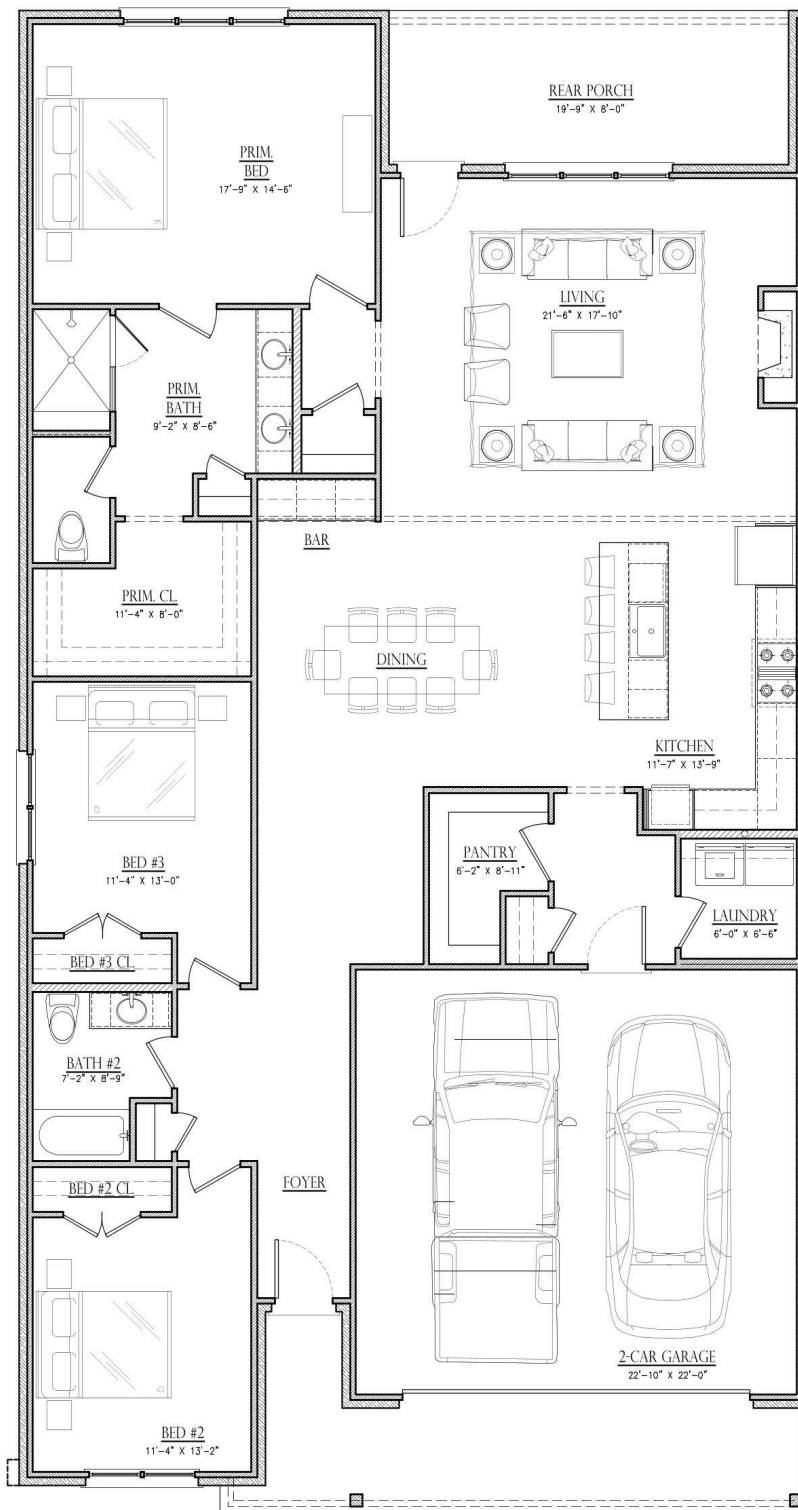 REAR PORCH
19'-9" X 8'-0"
PRIM.
BED
17'-9" X 14'-6"
LIVING
21'-6" X 17'-10"
PRIM.
BATH
9'-2" X 8'-6"
BAR
PRIM. CL.
11'-4" X 8'-0"
DINING
KITCHEN
11'-7" X 13'-9"
BED #3
11'-4" X 13'-0"
PANTRY
6'-2" X 8'-11"
LAUNDRY
6'-0" X 6'-6"
BED #3 CL.
BATH #2
7'-2" X 8'-9"
BED #2 CL.
FOYER
2-CAR GARAGE
22'-10" X 22'-0"
BED #2
11'-4" X 13'-2"